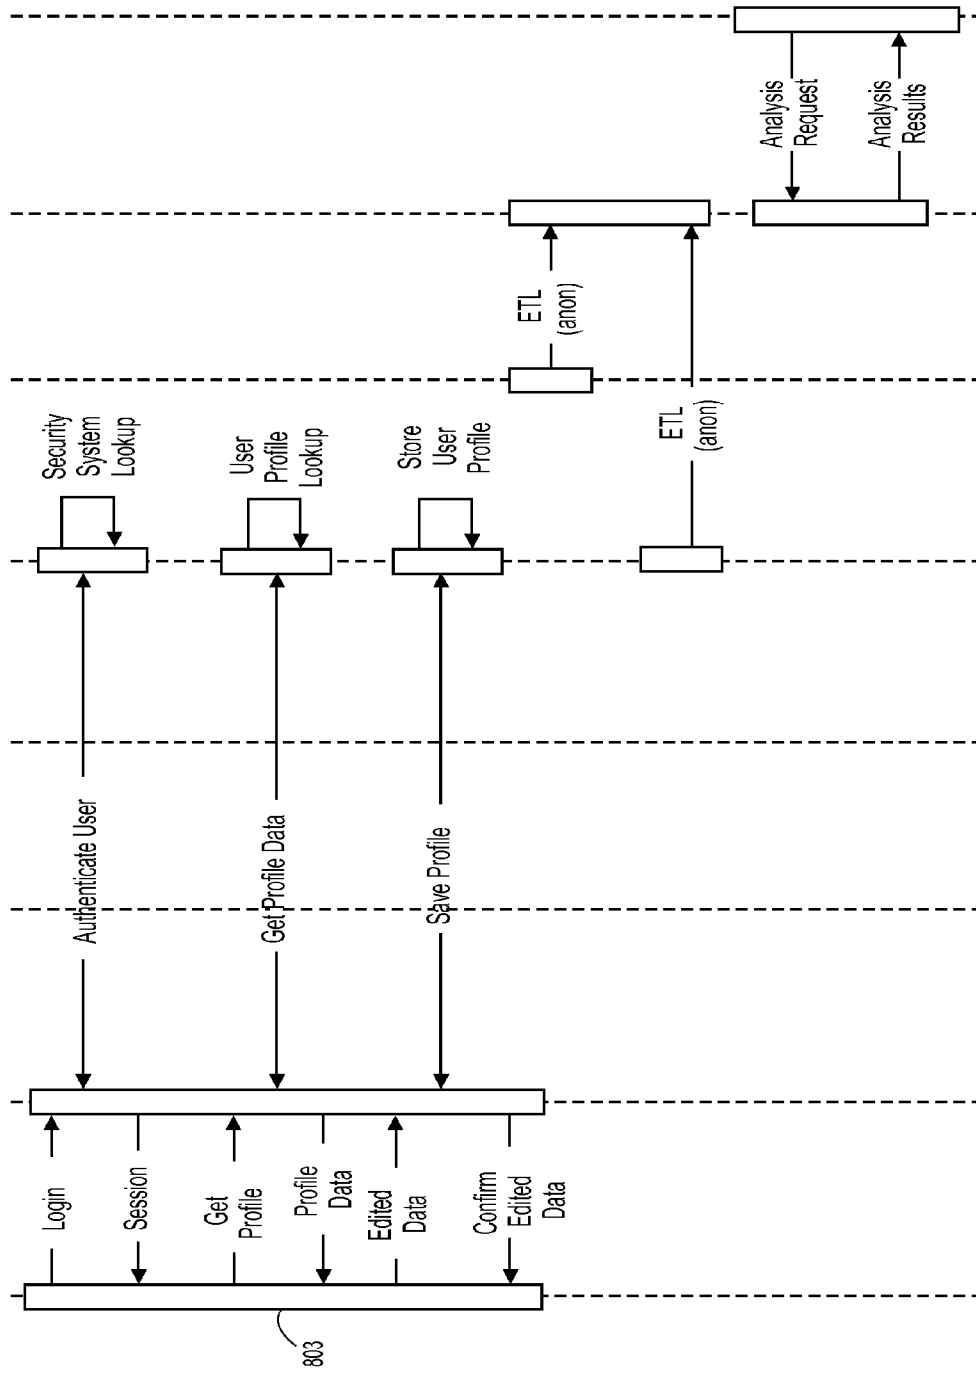 Login
Session
Get
Profile
Profile
Data
Edited
Data
Confirm
Edited
Data
803
Authenticate User
Get Profile Data
Save Profile
Security
System
Lookup
User
Profile
Lookup
Store
User
Profile
ETL
(anon)
ETL
(anon)
Analysis
Request
Analysis
Results